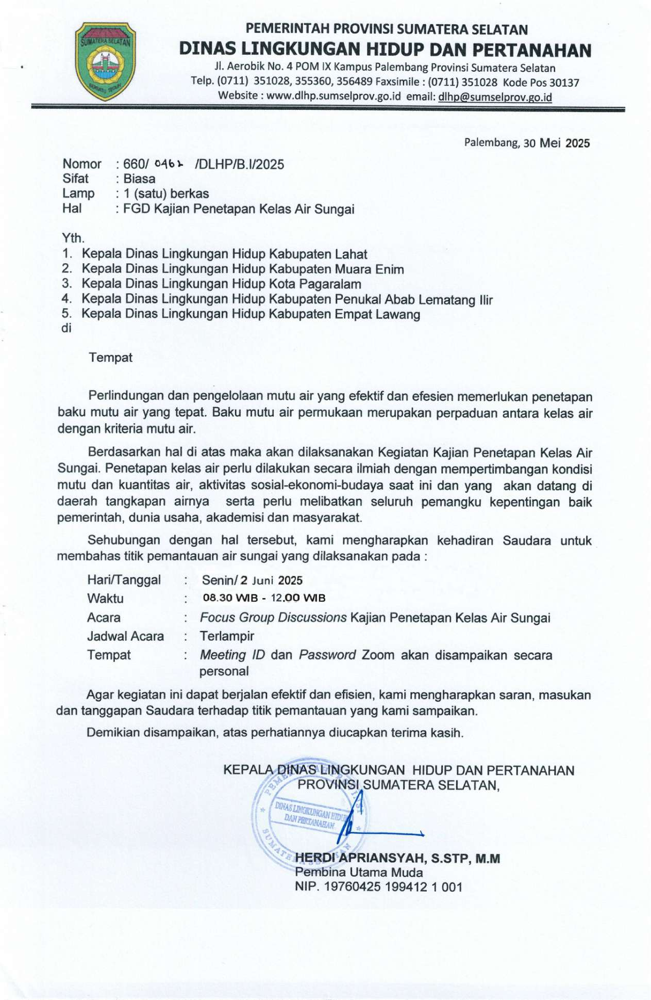 SUMATERA SELATAN
BERSATU TEGUH
PEMERINTAH PROVINSI SUMATERA SELATAN
DINAS LINGKUNGAN HIDUP DAN PERTANAHAN
Jl. Aerobik No. 4 POM IX Kampus Palembang Provinsi Sumatera Selatan
Telp. (0711) 351028, 355360, 356489 Faxsimile : (0711) 351028 Kode Pos 30137
Website : www.dlhp.sumselprov.go.id email: dlhp@sumselprov.go.id
Palembang, 30 Mei 2025
Nomor : 660/ 0462 /DLHP/B.I/2025
Sifat : Biasa
Lamp : 1 (satu) berkas
Hal : FGD Kajian Penetapan Kelas Air Sungai
Yth.
1. Kepala Dinas Lingkungan Hidup Kabupaten Lahat
2. Kepala Dinas Lingkungan Hidup Kabupaten Muara Enim
3. Kepala Dinas Lingkungan Hidup Kota Pagaralam
4. Kepala Dinas Lingkungan Hidup Kabupaten Penukal Abab Lematang Ilir
5. Kepala Dinas Lingkungan Hidup Kabupaten Empat Lawang
di
Tempat
Perlindungan dan pengelolaan mutu air yang efektif dan efesien memerlukan penetapan
baku mutu air yang tepat. Baku mutu air permukaan merupakan perpaduan antara kelas air
dengan kriteria mutu air.
Berdasarkan hal di atas maka akan dilaksanakan Kegiatan Kajian Penetapan Kelas Air
Sungai. Penetapan kelas air perlu dilakukan secara ilmiah dengan mempertimbangan kondisi
mutu dan kuantitas air, aktivitas sosial-ekonomi-budaya saat ini dan yang akan datang di
daerah tangkapan airnya serta perlu melibatkan seluruh pemangku kepentingan baik
pemerintah, dunia usaha, akademisi dan masyarakat.
Sehubungan dengan hal tersebut, kami mengharapkan kehadiran Saudara untuk
membahas titik pemantauan air sungai yang dilaksanakan pada :
Hari/Tanggal : Senin/ 2 Juni 2025
Waktu : 08.30 WIB - 12.00 WIB
Acara : Focus Group Discussions Kajian Penetapan Kelas Air Sungai
Jadwal Acara : Terlampir
Tempat : Meeting ID dan Password Zoom akan disampaikan secara
personal
Agar kegiatan ini dapat berjalan efektif dan efisien, kami mengharapkan saran, masukan
dan tanggapan Saudara terhadap titik pemantauan yang kami sampaikan.
Demikian disampaikan, atas perhatiannya diucapkan terima kasih.
KEPALA DINAS LINGKUNGAN HIDUP DAN PERTANAHAN
PROVINSI SUMATERA SELATAN,
PEMERINTAH PROVINSI
DINAS LINGKUNGAN HIDUP
DAN PERTANAHAN
SUMATERA SELATAN
HERDI APRIANSYAH, S.STP, M.M
Pembina Utama Muda
NIP. 19760425 199412 1 001